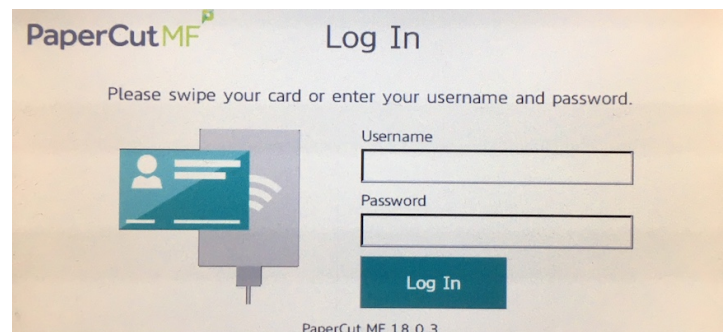 PaperCutMF
Log In
Please swipe your card or enter your username and password.
Username
Password
Log In
PaperCut MF 18.0.3